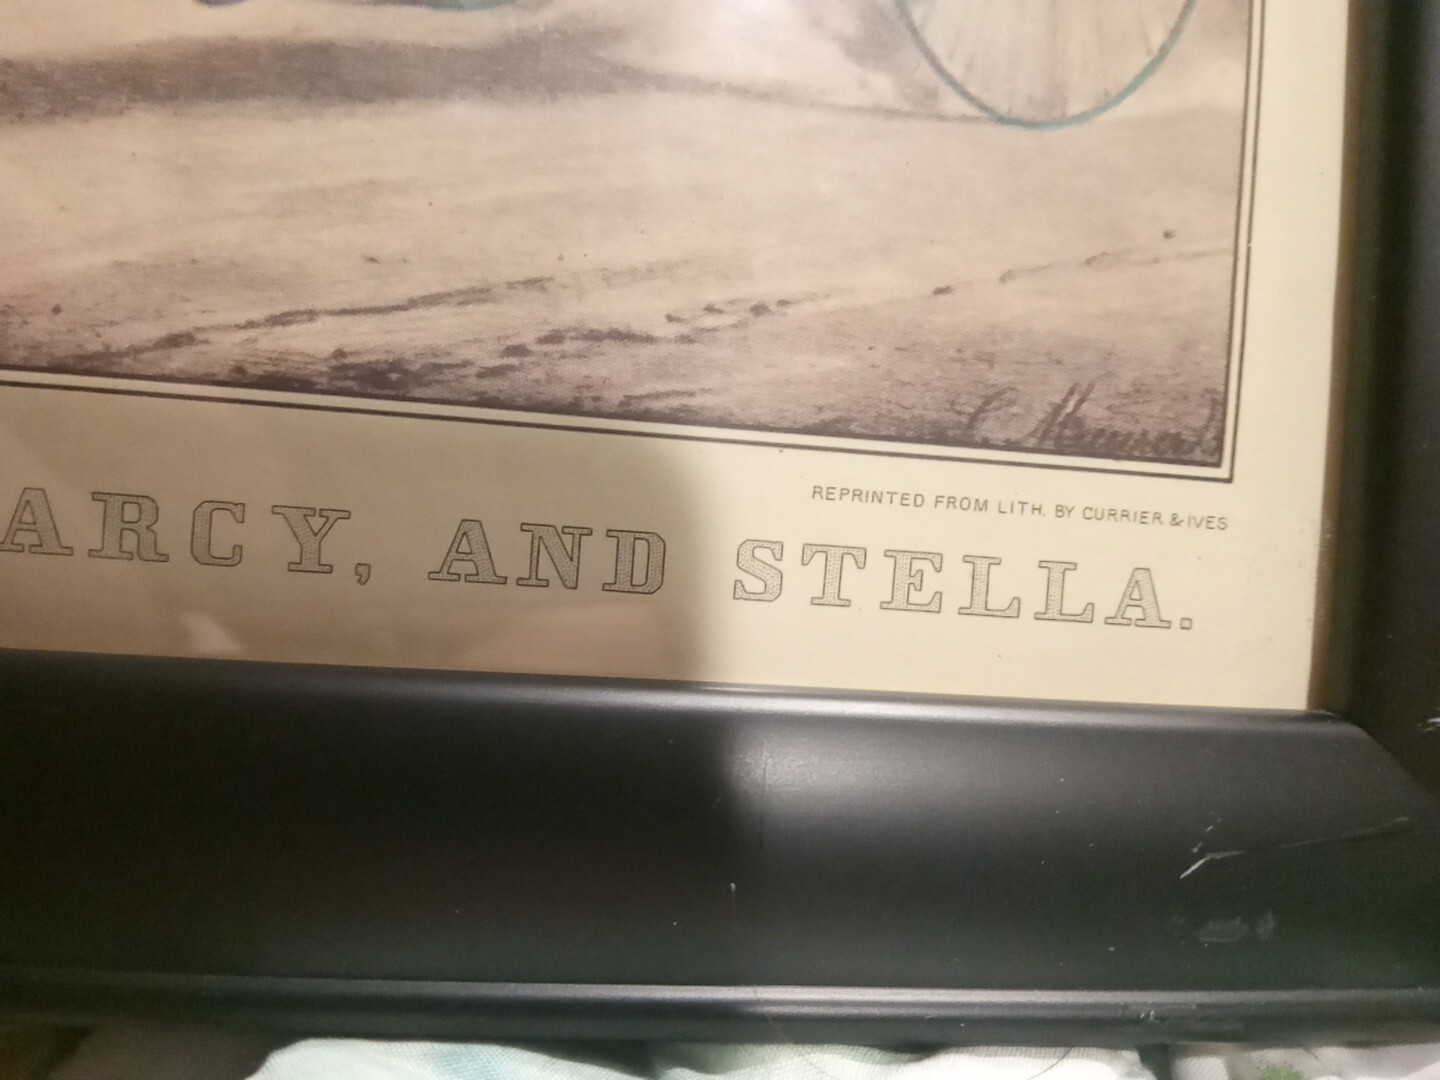 REPRINTED FROM LITH. BY CURRIER & IVES
ARCY, AND STELLA.